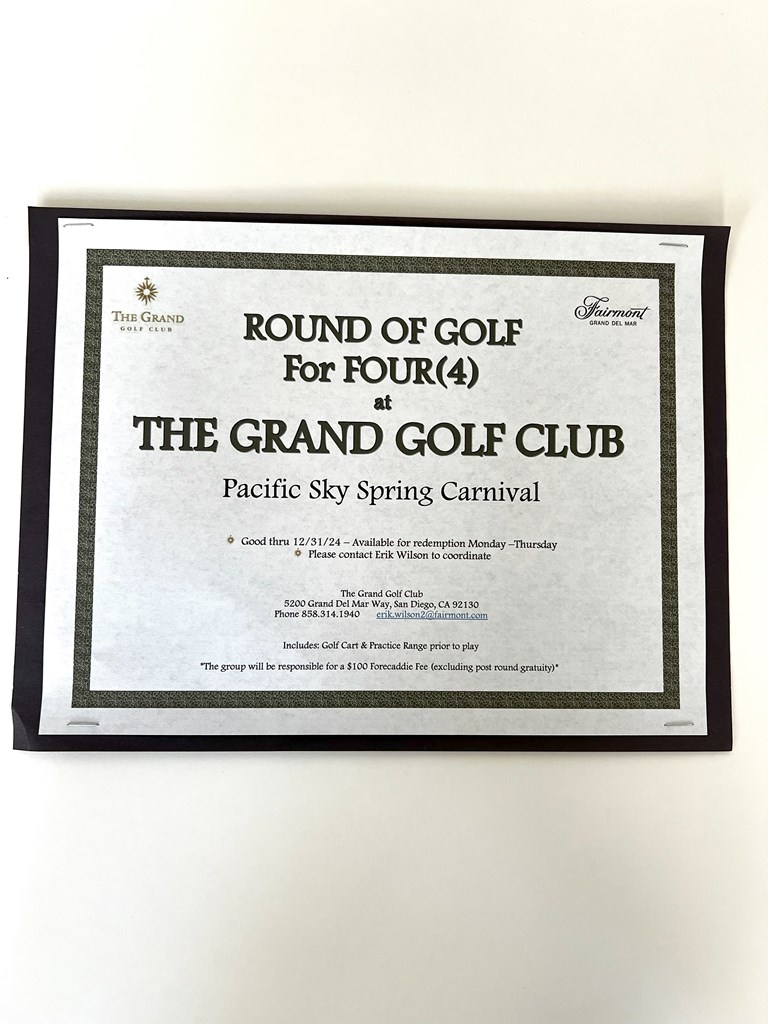 THE GRAND
GOLF CLUB
Fairmont
GRAND DEL MAR
ROUND OF GOLF
For FOUR(4)
at
THE GRAND GOLF CLUB
Pacific Sky Spring Carnival
Good thru 12/31/24 – Available for redemption Monday –Thursday
Please contact Erik Wilson to coordinate
The Grand Golf Club
5200 Grand Del Mar Way, San Diego, CA 92130
Phone 858.314.1940 erik.wilson2@fairmont.com
Includes: Golf Cart & Practice Range prior to play
*The group will be responsible for a $100 Forecaddie Fee (excluding post round gratuity)*